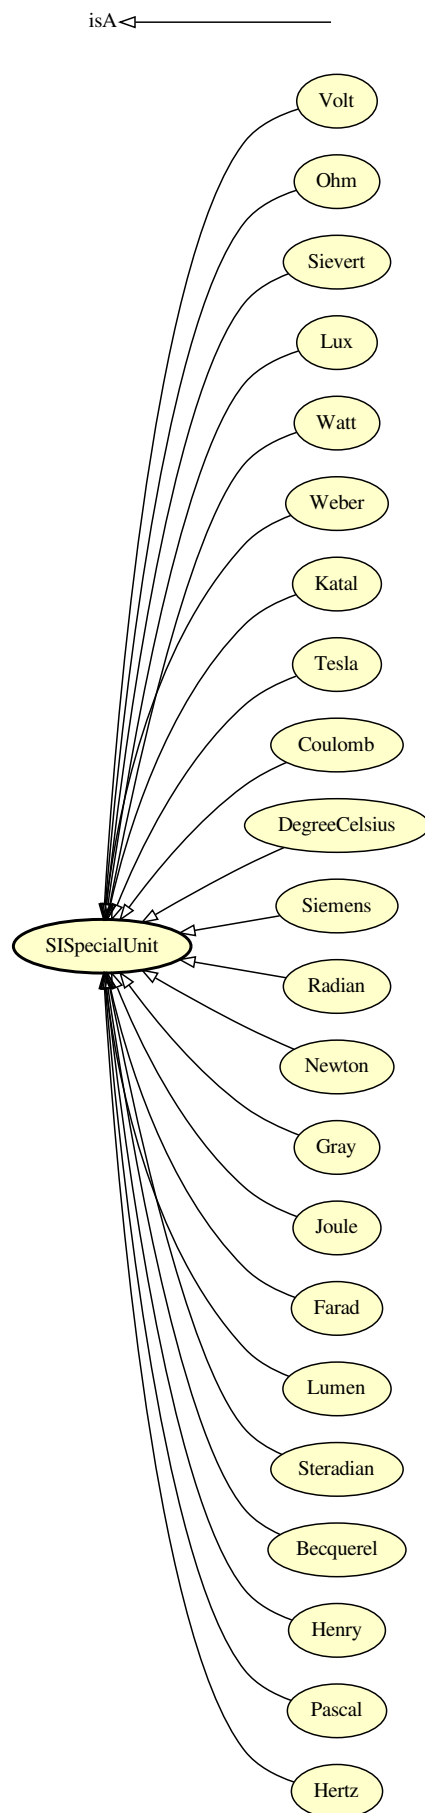 isA
Volt
Ohm
Sievert
Lux
Watt
Weber
Katal
Tesla
Coulomb
DegreeCelsius
Siemens
SISpecialUnit
Radian
Newton
Gray
Joule
Farad
Lumen
Steradian
Becquerel
Henry
Pascal
Hertz